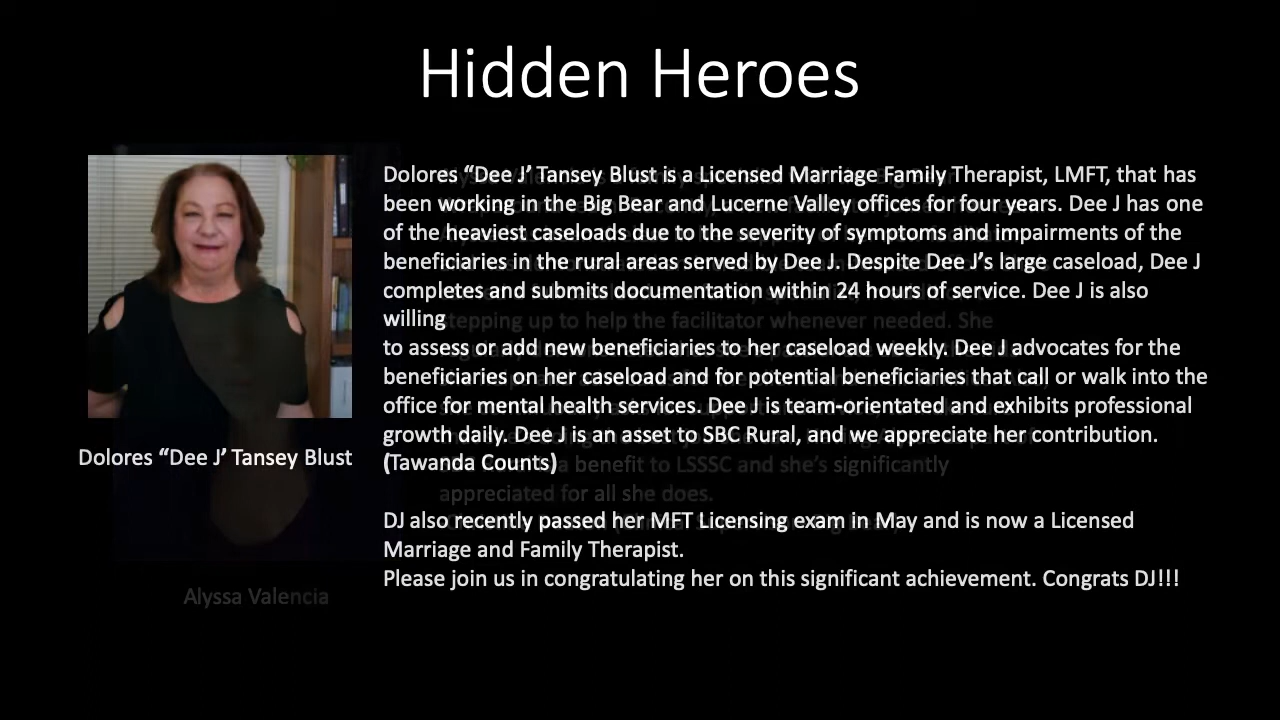 Hidden Heroes
Dolores “Dee J’ Tansey Blust is a Licensed Marriage Family Therapist, LMFT, that has
been working in the Big Bear and Lucerne Valley offices for four years. Dee J has one
of the heaviest caseloads due to the severity of symptoms and impairments of the
beneficiaries in the rural areas served by Dee J. Despite Dee J’s large caseload, Dee J
completes and submits documentation within 24 hours of service. Dee J is also
willing
to assess or add new beneficiaries to her caseload weekly. Dee J advocates for the
beneficiaries on her caseload and for potential beneficiaries that call or walk into the
office for mental health services. Dee J is team-orientated and exhibits professional
growth daily. Dee J is an asset to SBC Rural, and we appreciate her contribution.
(Tawanda Counts)
DJ also recently passed her MFT Licensing exam in May and is now a Licensed
Marriage and Family Therapist.
Please join us in congratulating her on this significant achievement. Congrats DJ!!!
Dolores “Dee J’ Tansey Blust
stepping up to help the facilitator whenever needed. She
a benefit to LSSSC and she’s significantly
appreciated for all she does.
Alyssa Valencia